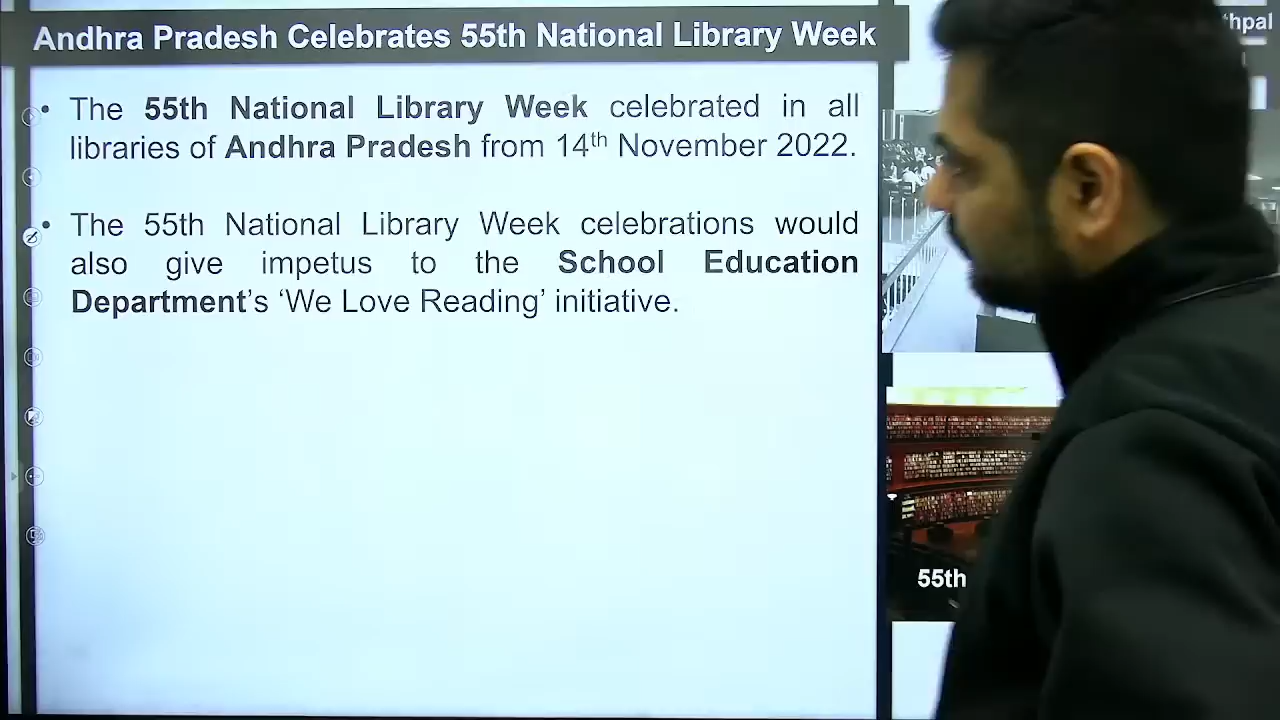 Andhra Pradesh Celebrates 55th National Library Week
• The 55th National Library Week celebrated in all
libraries of Andhra Pradesh from 14th November 2022.
• The 55th National Library Week celebrations would
also give impetus to the School Education
Department’s ‘We Love Reading’ initiative.
55th